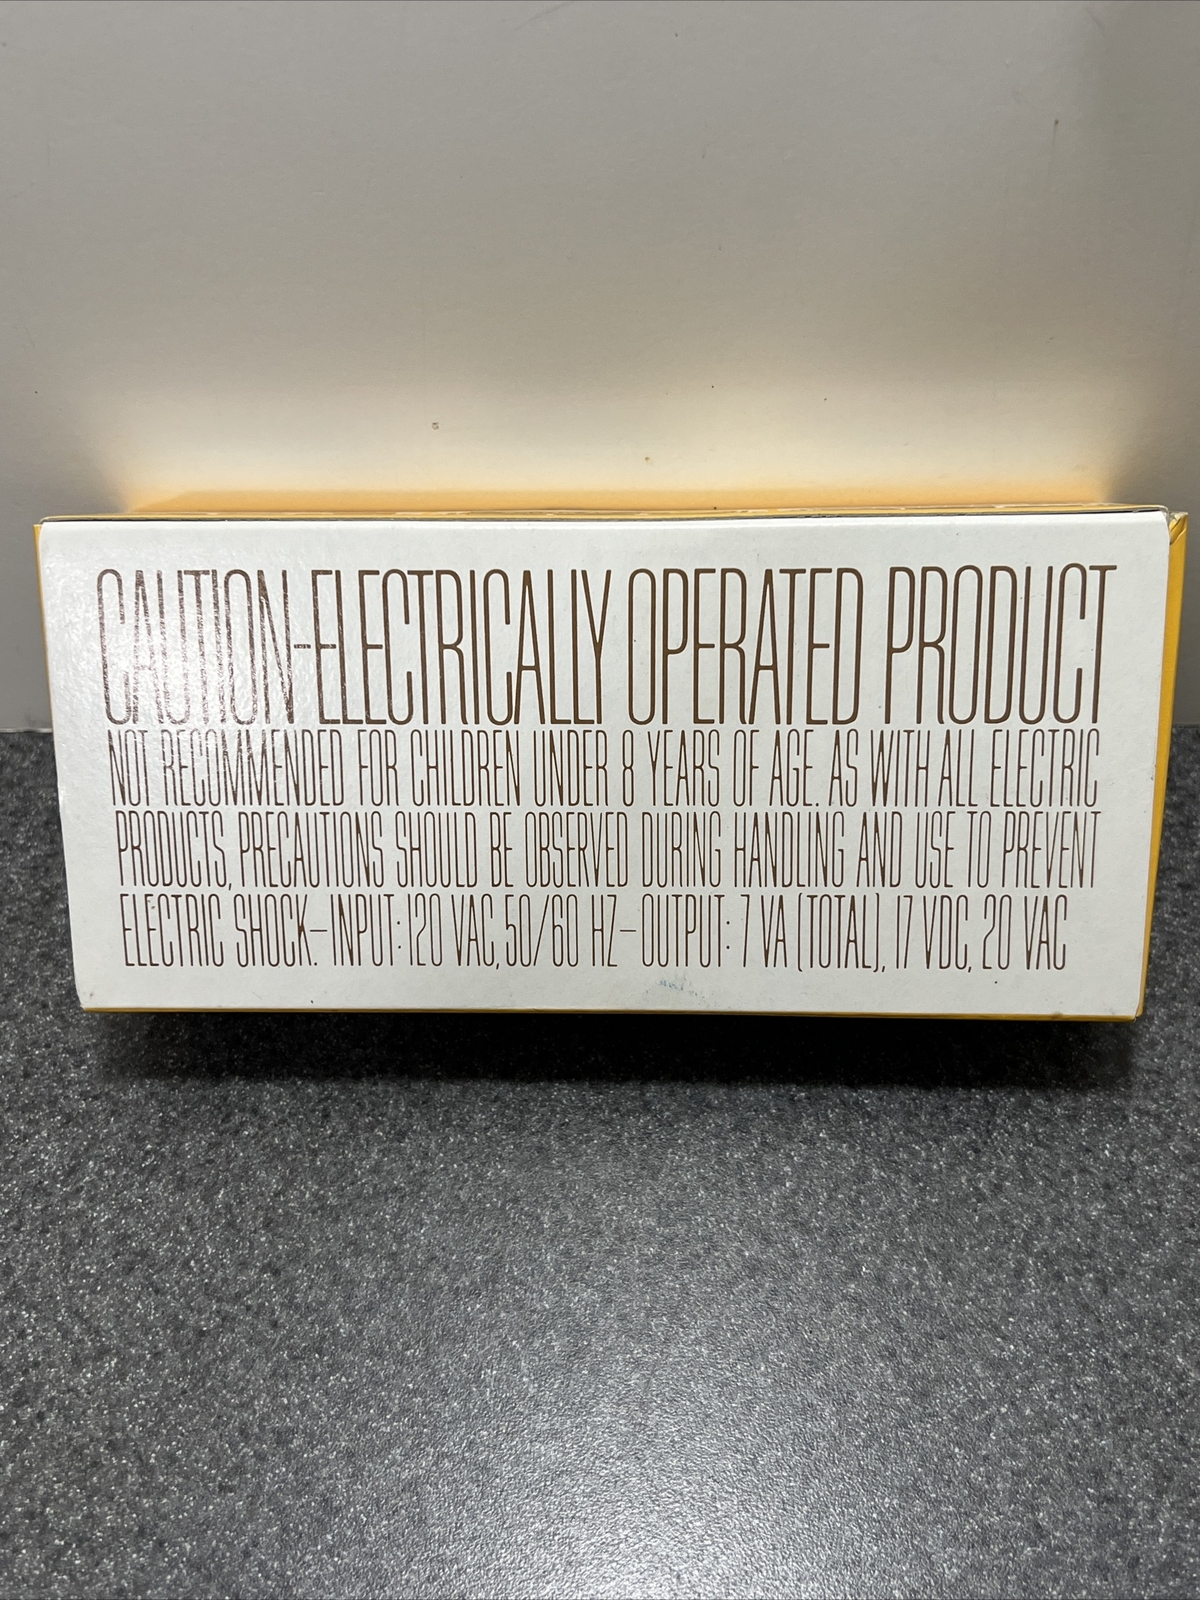 CAUTION-ELECTRICALLY OPERATED PRODUCT
NOT RECOMMENDED FOR CHILDREN UNDER 8 YEARS OF AGE. AS WITH ALL ELECTRIC
PRODUCTS, PRECAUTIONS SHOULD BE OBSERVED DURING HANDLING AND USE TO PREVENT
ELECTRIC SHOCK.-INPUT: 120 VAC, 50/60 HZ-OUTPUT: 7 VA (TOTAL), 17 VDC, 20 VAC